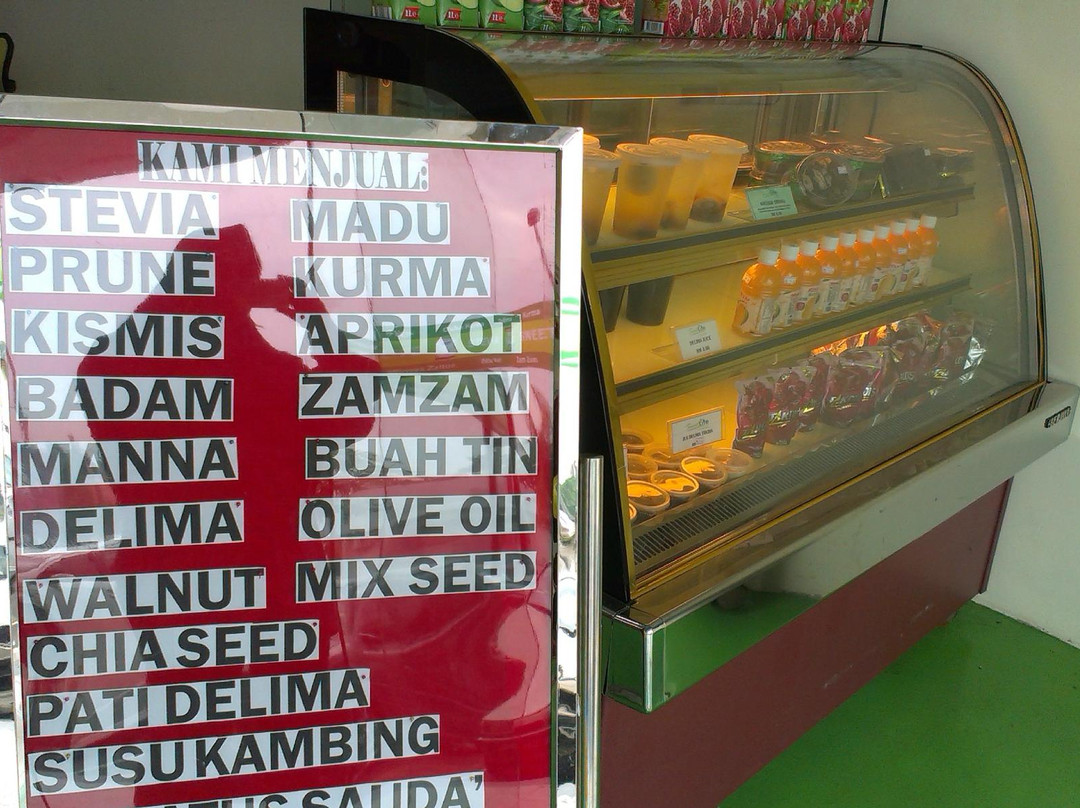 KAMI MENJUAL:
STEVIA
PRUNE
KISMIS
BADAM
MANNA
DELIMA
WALNUT
CHIA SEED
PATI DELIMA
SUSU KAMBING
SAUDA'
MADU
KURMA
APRIKOT
ZAMZAM
BUAH TIN
OLIVE OIL
MIX SEED